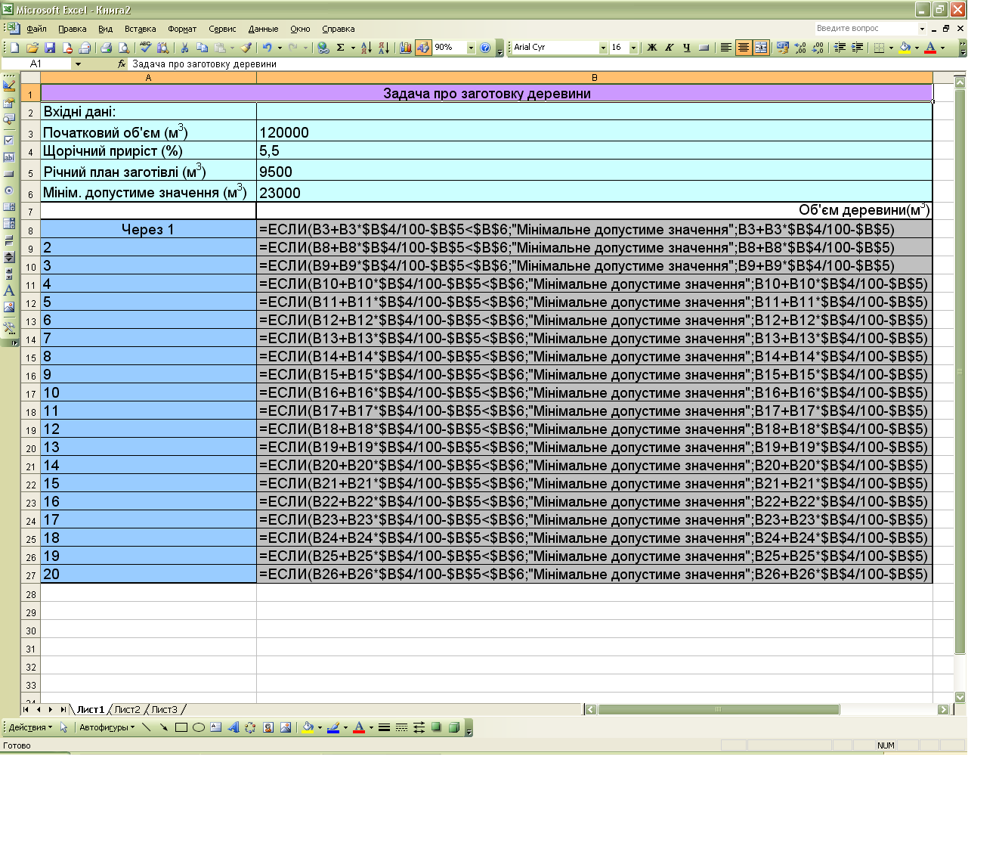 Microsoft Excel - Книга2
Файл Правка Вид Вставка Формат Сервис Данные Окно Справка
Введите вопрос
90% Arial Cyr 16 Ж К Ч
A1 fx Задача про заготовку деревини
A B
1 Задача про заготовку деревини
2 Вхідні дані:
3 Початковий об'єм (м3) 120000
4 Щорічний приріст (%) 5,5
5 Річний план заготівлі (м3) 9500
6 Мінім. допустиме значення (м3) 23000
7 Об'єм деревини(м3)
8 Через 1 =ЕСЛИ(B3+B3*$B$4/100-$B$5<$B$6;"Мінімальне допустиме значення";B3+B3*$B$4/100-$B$5)
9 2 =ЕСЛИ(B8+B8*$B$4/100-$B$5<$B$6;"Мінімальне допустиме значення";B8+B8*$B$4/100-$B$5)
10 3 =ЕСЛИ(B9+B9*$B$4/100-$B$5<$B$6;"Мінімальне допустиме значення";B9+B9*$B$4/100-$B$5)
11 4 =ЕСЛИ(B10+B10*$B$4/100-$B$5<$B$6;"Мінімальне допустиме значення";B10+B10*$B$4/100-$B$5)
12 5 =ЕСЛИ(B11+B11*$B$4/100-$B$5<$B$6;"Мінімальне допустиме значення";B11+B11*$B$4/100-$B$5)
13 6 =ЕСЛИ(B12+B12*$B$4/100-$B$5<$B$6;"Мінімальне допустиме значення";B12+B12*$B$4/100-$B$5)
14 7 =ЕСЛИ(B13+B13*$B$4/100-$B$5<$B$6;"Мінімальне допустиме значення";B13+B13*$B$4/100-$B$5)
15 8 =ЕСЛИ(B14+B14*$B$4/100-$B$5<$B$6;"Мінімальне допустиме значення";B14+B14*$B$4/100-$B$5)
16 9 =ЕСЛИ(B15+B15*$B$4/100-$B$5<$B$6;"Мінімальне допустиме значення";B15+B15*$B$4/100-$B$5)
17 10 =ЕСЛИ(B16+B16*$B$4/100-$B$5<$B$6;"Мінімальне допустиме значення";B16+B16*$B$4/100-$B$5)
18 11 =ЕСЛИ(B17+B17*$B$4/100-$B$5<$B$6;"Мінімальне допустиме значення";B17+B17*$B$4/100-$B$5)
19 12 =ЕСЛИ(B18+B18*$B$4/100-$B$5<$B$6;"Мінімальне допустиме значення";B18+B18*$B$4/100-$B$5)
20 13 =ЕСЛИ(B19+B19*$B$4/100-$B$5<$B$6;"Мінімальне допустиме значення";B19+B19*$B$4/100-$B$5)
21 14 =ЕСЛИ(B20+B20*$B$4/100-$B$5<$B$6;"Мінімальне допустиме значення";B20+B20*$B$4/100-$B$5)
22 15 =ЕСЛИ(B21+B21*$B$4/100-$B$5<$B$6;"Мінімальне допустиме значення";B21+B21*$B$4/100-$B$5)
23 16 =ЕСЛИ(B22+B22*$B$4/100-$B$5<$B$6;"Мінімальне допустиме значення";B22+B22*$B$4/100-$B$5)
24 17 =ЕСЛИ(B23+B23*$B$4/100-$B$5<$B$6;"Мінімальне допустиме значення";B23+B23*$B$4/100-$B$5)
25 18 =ЕСЛИ(B24+B24*$B$4/100-$B$5<$B$6;"Мінімальне допустиме значення";B24+B24*$B$4/100-$B$5)
26 19 =ЕСЛИ(B25+B25*$B$4/100-$B$5<$B$6;"Мінімальне допустиме значення";B25+B25*$B$4/100-$B$5)
27 20 =ЕСЛИ(B26+B26*$B$4/100-$B$5<$B$6;"Мінімальне допустиме значення";B26+B26*$B$4/100-$B$5)
28
29
30
31
32
33
34
Лист1 Лист2 Лист3
Действия Автофигуры
Готово NUM